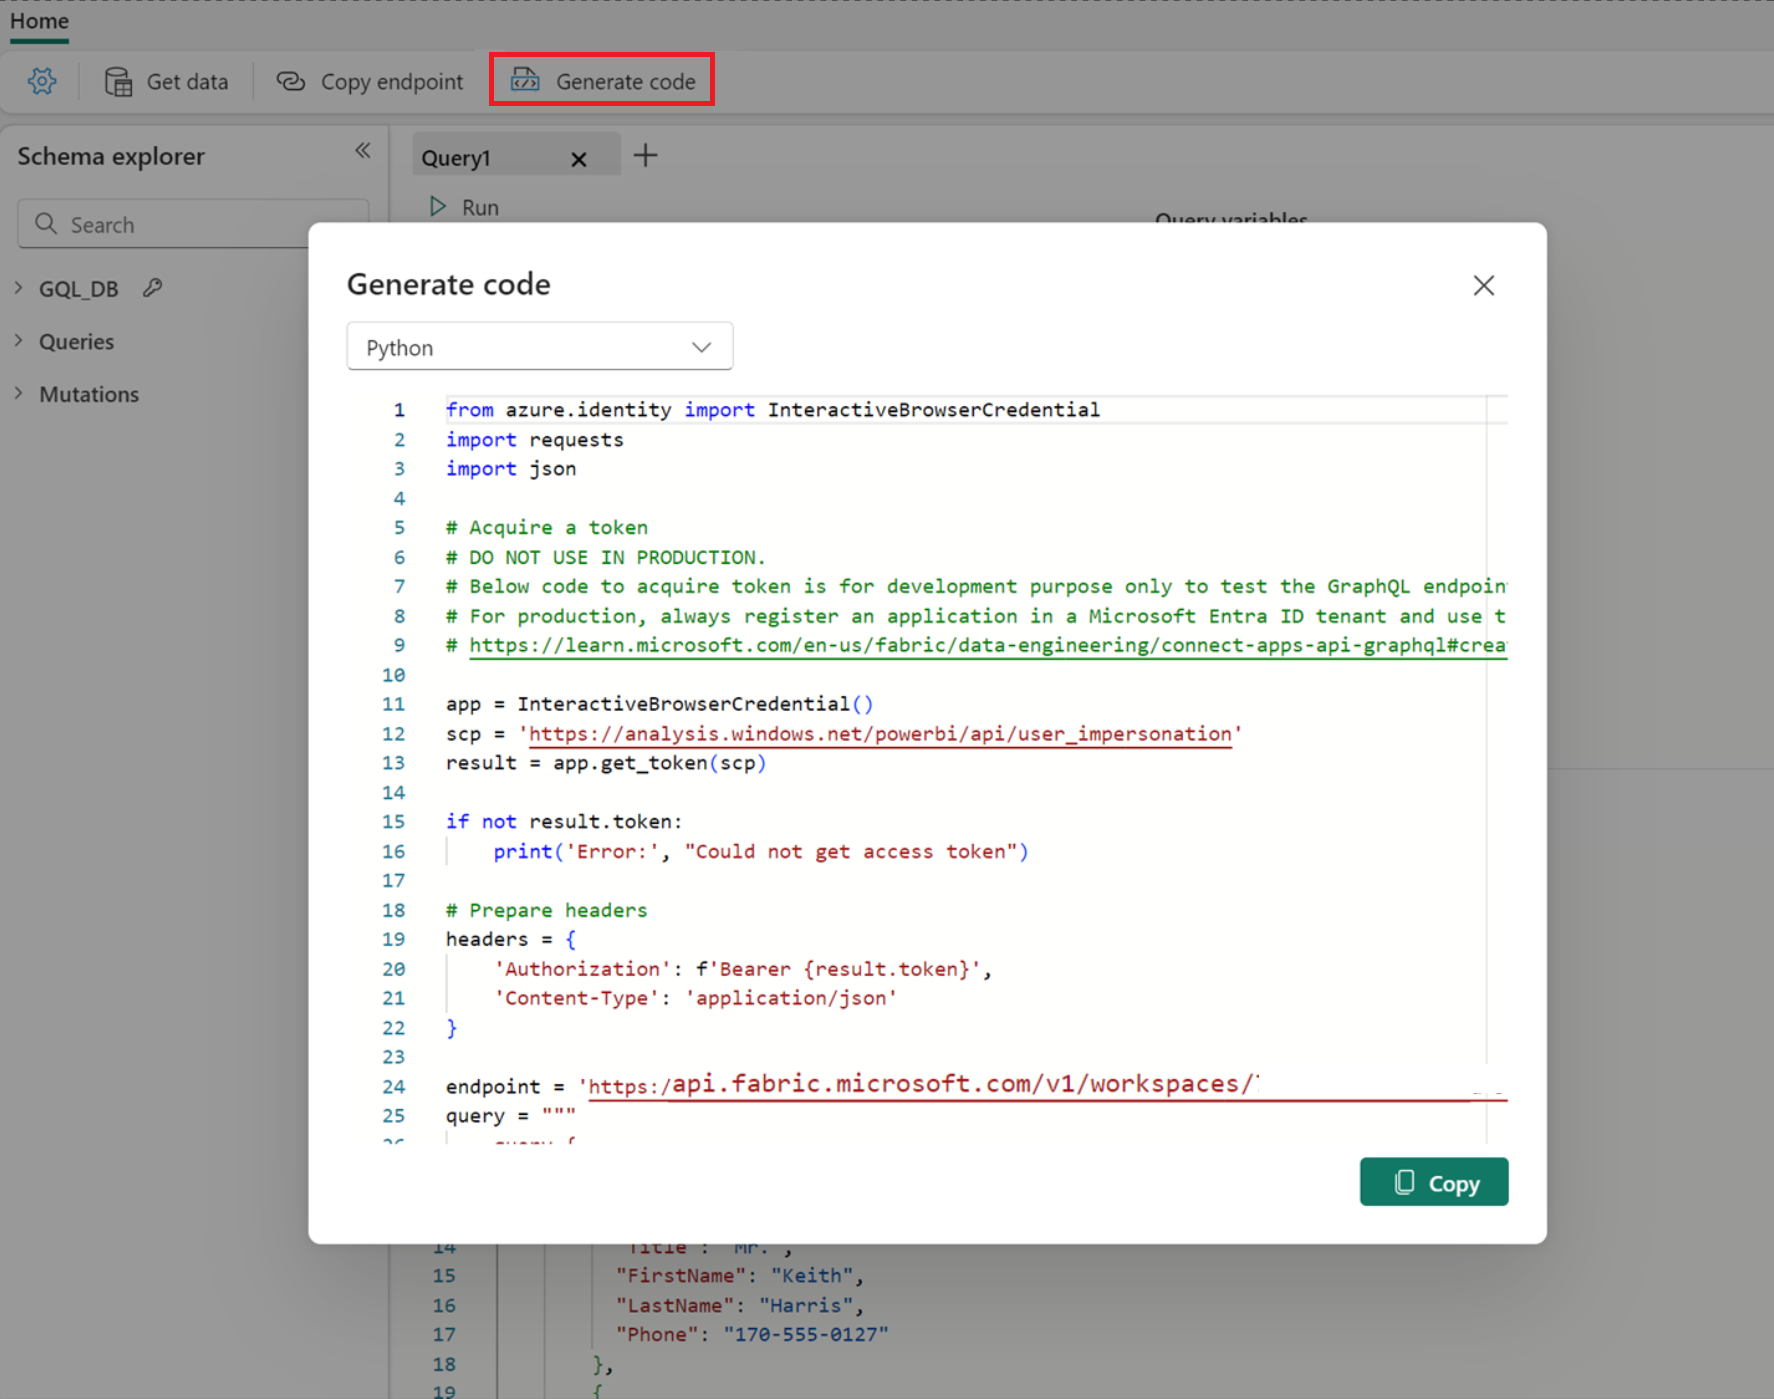 Home
Get data
Copy endpoint
Generate code
Schema explorer
Query1
Run
Search
Query variables
GQL_DB
Queries
Mutations
Generate code
Python
1 from azure.identity import InteractiveBrowserCredential
2 import requests
3 import json
4
5 # Acquire a token
6 # DO NOT USE IN PRODUCTION.
7 # Below code to acquire token is for development purpose only to test the GraphQL endpoin
8 # For production, always register an application in a Microsoft Entra ID tenant and use t
9 # https://learn.microsoft.com/en-us/fabric/data-engineering/connect-apps-api-graphql#crea
10
11 app = InteractiveBrowserCredential()
12 scp = 'https://analysis.windows.net/powerbi/api/user_impersonation'
13 result = app.get_token(scp)
14
15 if not result.token:
16 print('Error:', "Could not get access token")
17
18 # Prepare headers
19 headers = {
20 'Authorization': f'Bearer {result.token}',
21 'Content-Type': 'application/json'
22 }
23
24 endpoint = 'https:/api.fabric.microsoft.com/v1/workspaces/
25 query = """
26 query {
Copy
14 "Title": "Mr.",
15 "FirstName": "Keith",
16 "LastName": "Harris",
17 "Phone": "170-555-0127"
18 },
19 {